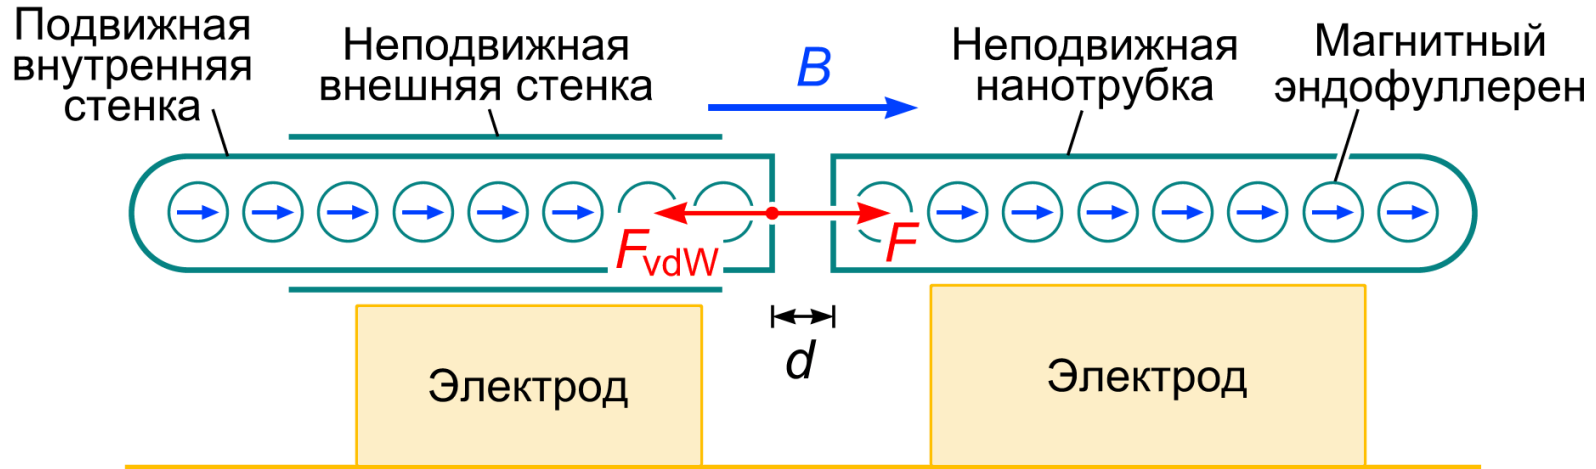 Подвижная
внутренняя
стенка
Неподвижная
внешняя стенка
B
Неподвижная
нанотрубка
Магнитный
эндофуллерен
FvdW
F
d
Электрод
Электрод